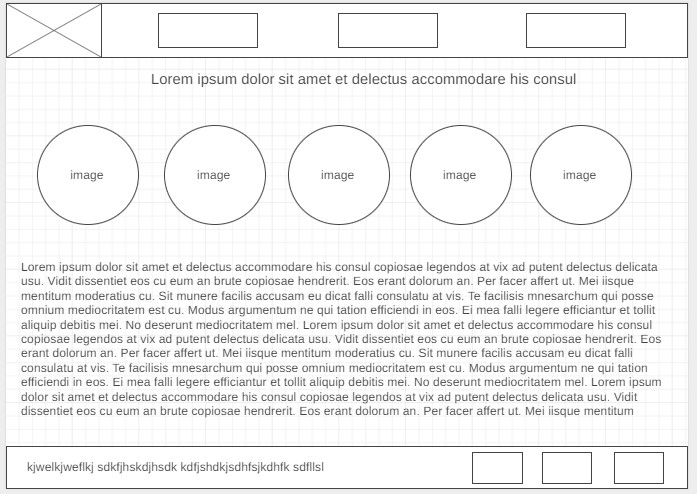 Lorem ipsum dolor sit amet et delectus accommodare his consul
image image image image image
Lorem ipsum dolor sit amet et delectus accommodare his consul copiosae legendos at vix ad putent delectus delicata
usu. Vidit dissentiet eos cu eum an brute copiosae hendrerit. Eos erant dolorum an. Per facer affert ut. Mei iisque
mentitum moderatius cu. Sit munere facilis accusam eu dicat falli consulatu at vis. Te facilisis mnesarchum qui posse
omnium mediocritatem est cu. Modus argumentum ne qui tation efficiendi in eos. Ei mea falli legere efficiantur et tollit
aliquip debitis mei. No deserunt mediocritatem mel. Lorem ipsum dolor sit amet et delectus accommodare his consul
copiosae legendos at vix ad putent delectus delicata usu. Vidit dissentiet eos cu eum an brute copiosae hendrerit. Eos
erant dolorum an. Per facer affert ut. Mei iisque mentitum moderatius cu. Sit munere facilis accusam eu dicat falli
consulatu at vis. Te facilisis mnesarchum qui posse omnium mediocritatem est cu. Modus argumentum ne qui tation
efficiendi in eos. Ei mea falli legere efficiantur et tollit aliquip debitis mei. No deserunt mediocritatem mel. Lorem ipsum
dolor sit amet et delectus accommodare his consul copiosae legendos at vix ad putent delectus delicata usu. Vidit
dissentiet eos cu eum an brute copiosae hendrerit. Eos erant dolorum an. Per facer affert ut. Mei iisque mentitum
kjwelkjweflkj sdkfjhskdjhsdk kdfjshdkjsdhfsjkdhfk sdfllsl